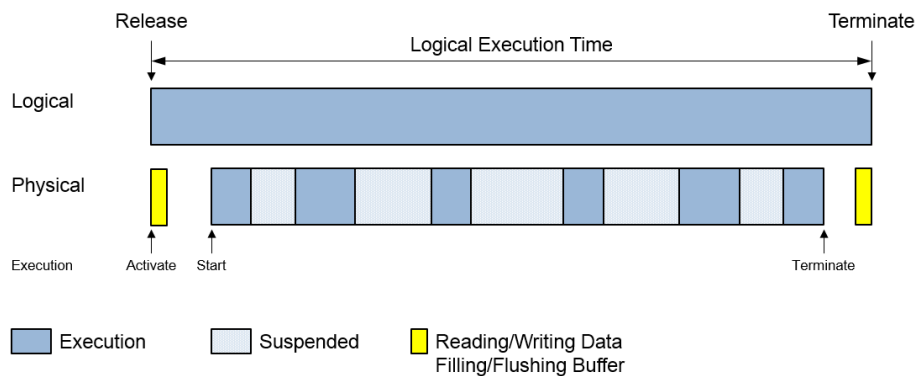 Release
Terminate
Logical Execution Time
Logical
Physical
Execution
Activate
Start
Terminate
Execution
Suspended
Reading/Writing Data
Filling/Flushing Buffer